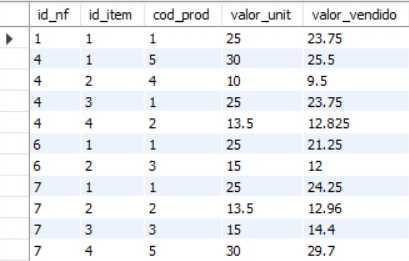 id_nf id_item cod_prod valor_unit valor_vendido
1 1 1 25 23.75
4 1 5 30 25.5
4 2 4 10 9.5
4 3 1 25 23.75
4 4 2 13.5 12.825
6 1 1 25 21.25
6 2 3 15 12
7 1 1 25 24.25
7 2 2 13.5 12.96
7 3 3 15 14.4
7 4 5 30 29.7